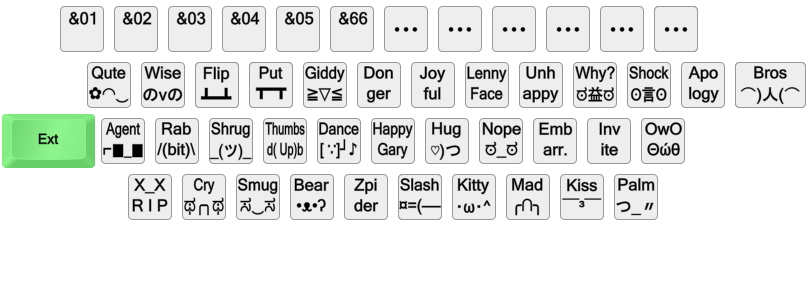 &01 &02 &03 &04 &05 &66 ... ... ... ... ... ...
Qute Wise Flip Put Giddy Don Joy Lenny Unh Why? Shock Apo Bros
✿◠‿ のvの ┻━┻ ┳━┳ ≧▽≦ ger ful Face appy ಠ益ಠ ʘ言ʘ logy ⌒)人(⌒
Ext
Agent Rab Shrug Thumbs Dance Happy Hug Nope Emb Inv OwO
⌐■_■ /(bit)\ _(ツ)_ d( Up)b [ ∵]┘♪ Gary ♡)つ ಠ_ಠ arr. ite Θώθ
X_X Cry Smug Bear Zpi Slash Kitty Mad Kiss Palm
R I P ಥ╭╮ಥ ಸ‿ಸ •ᴥ•ʔ der ¤=(— ･ω･^ ╭∩╮ ￣³￣ つ_〃